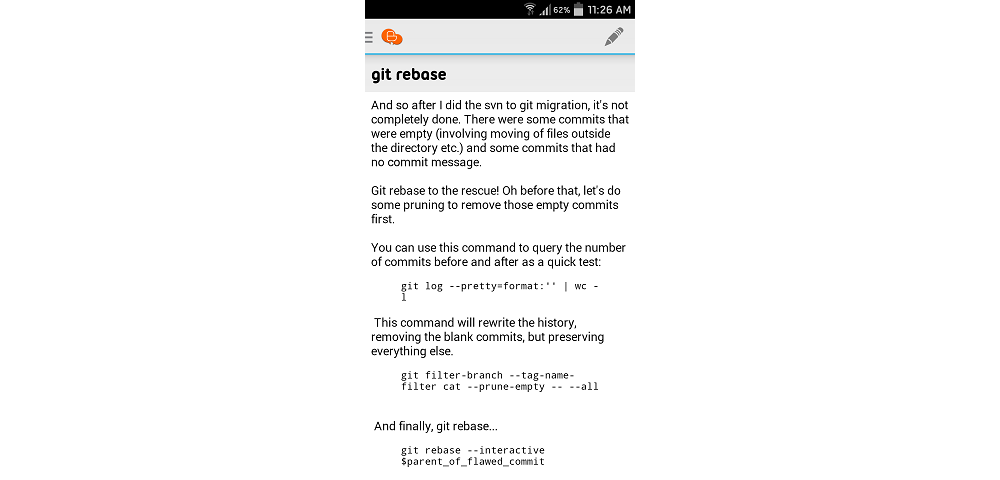 62% 11:26 AM
git rebase
And so after I did the svn to git migration, it's not
completely done. There were some commits that
were empty (involving moving of files outside
the directory etc.) and some commits that had
no commit message.
Git rebase to the rescue! Oh before that, let's do
some pruning to remove those empty commits
first.
You can use this command to query the number
of commits before and after as a quick test:
git log --pretty=format:'' | wc -
l
This command will rewrite the history,
removing the blank commits, but preserving
everything else.
git filter-branch --tag-name-
filter cat --prune-empty -- --all
And finally, git rebase...
git rebase --interactive
$parent_of_flawed_commit